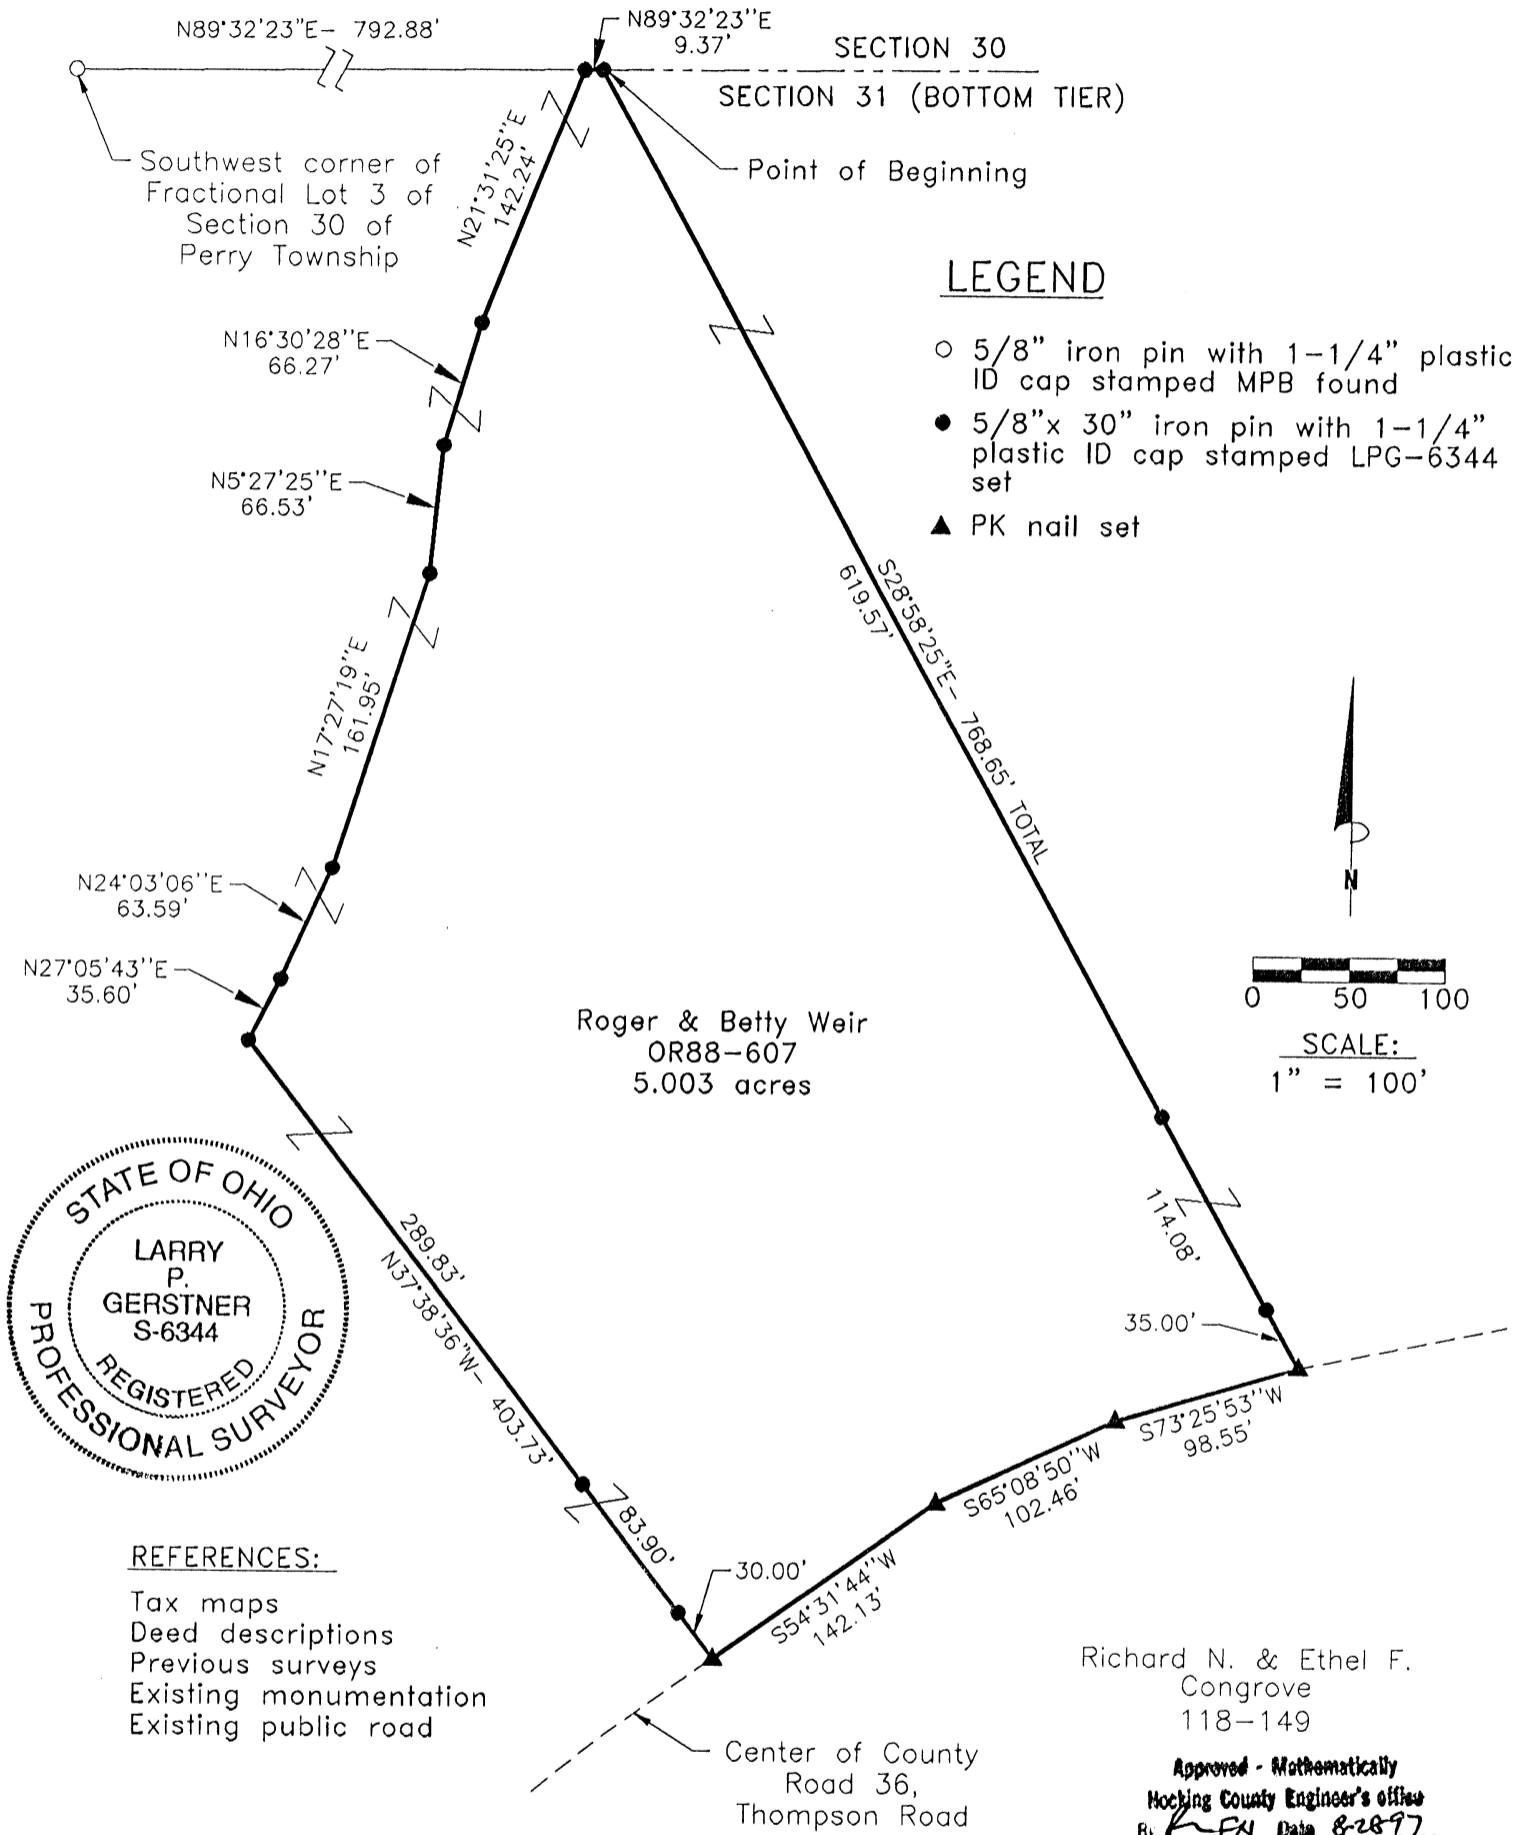 N89°32'23"E- 792.88'
N89°32'23"E
9.37'
SECTION 30
SECTION 31 (BOTTOM TIER)
Southwest corner of
Fractional Lot 3 of
Section 30 of
Perry Township
N21°31'25"E
142.24'
Point of Beginning
LEGEND
5/8" iron pin with 1-1/4" plastic
ID cap stamped MPB found
5/8"x 30" iron pin with 1-1/4"
plastic ID cap stamped LPG-6344
set
PK nail set
N16°30'28"E
66.27'
N5°27'25"E
66.53'
S28°58'25"E- 768.65' TOTAL
619.57'
N17°27'19"E
161.95'
N24°03'06"E
63.59'
N27°05'43"E
35.60'
N
0 50 100
SCALE:
1" = 100'
Roger & Betty Weir
OR88-607
5.003 acres
STATE OF OHIO
LARRY
P.
GERSTNER
S-6344
REGISTERED
PROFESSIONAL SURVEYOR
289.83'
N37°38'36"W- 403.73'
114.08'
35.00'
S73°25'53"W
98.55'
S65°08'50"W
102.46'
83.90'
30.00'
S54°31'44"W
142.13'
REFERENCES:
Tax maps
Deed descriptions
Previous surveys
Existing monumentation
Existing public road
Center of County
Road 36,
Thompson Road
Richard N. & Ethel F.
Congrove
118-149
Approved - Mathematically
Hocking County Engineer's office
By Date 8-28-97